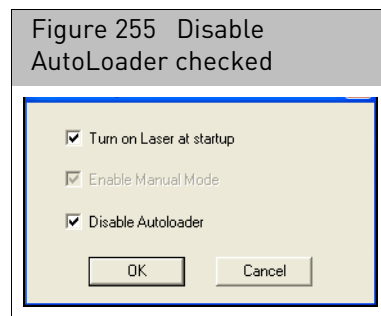 Figure 255 Disable
AutoLoader checked
Turn on Laser at startup
Enable Manual Mode
Disable Autoloader
OK Cancel